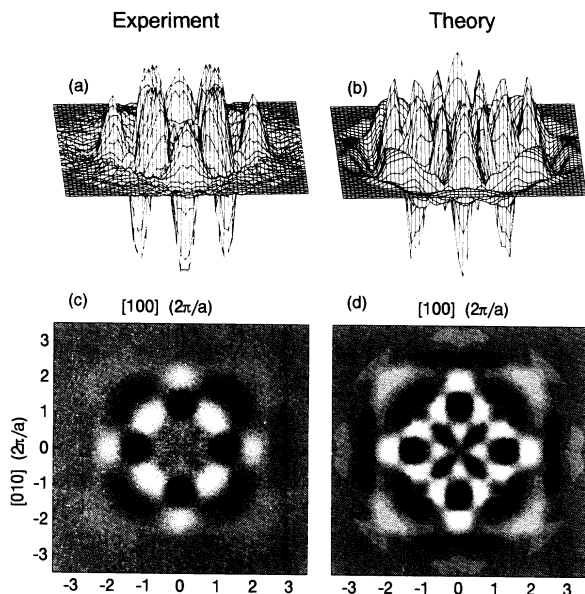 Experiment
Theory
(a)
(b)
(c)
[100] (2π/a)
(d)
[100] (2π/a)
[010] (2π/a)
3
2
1
0
-1
-2
-3
-3 -2 -1 0 1 2 3
-3 -2 -1 0 1 2 3